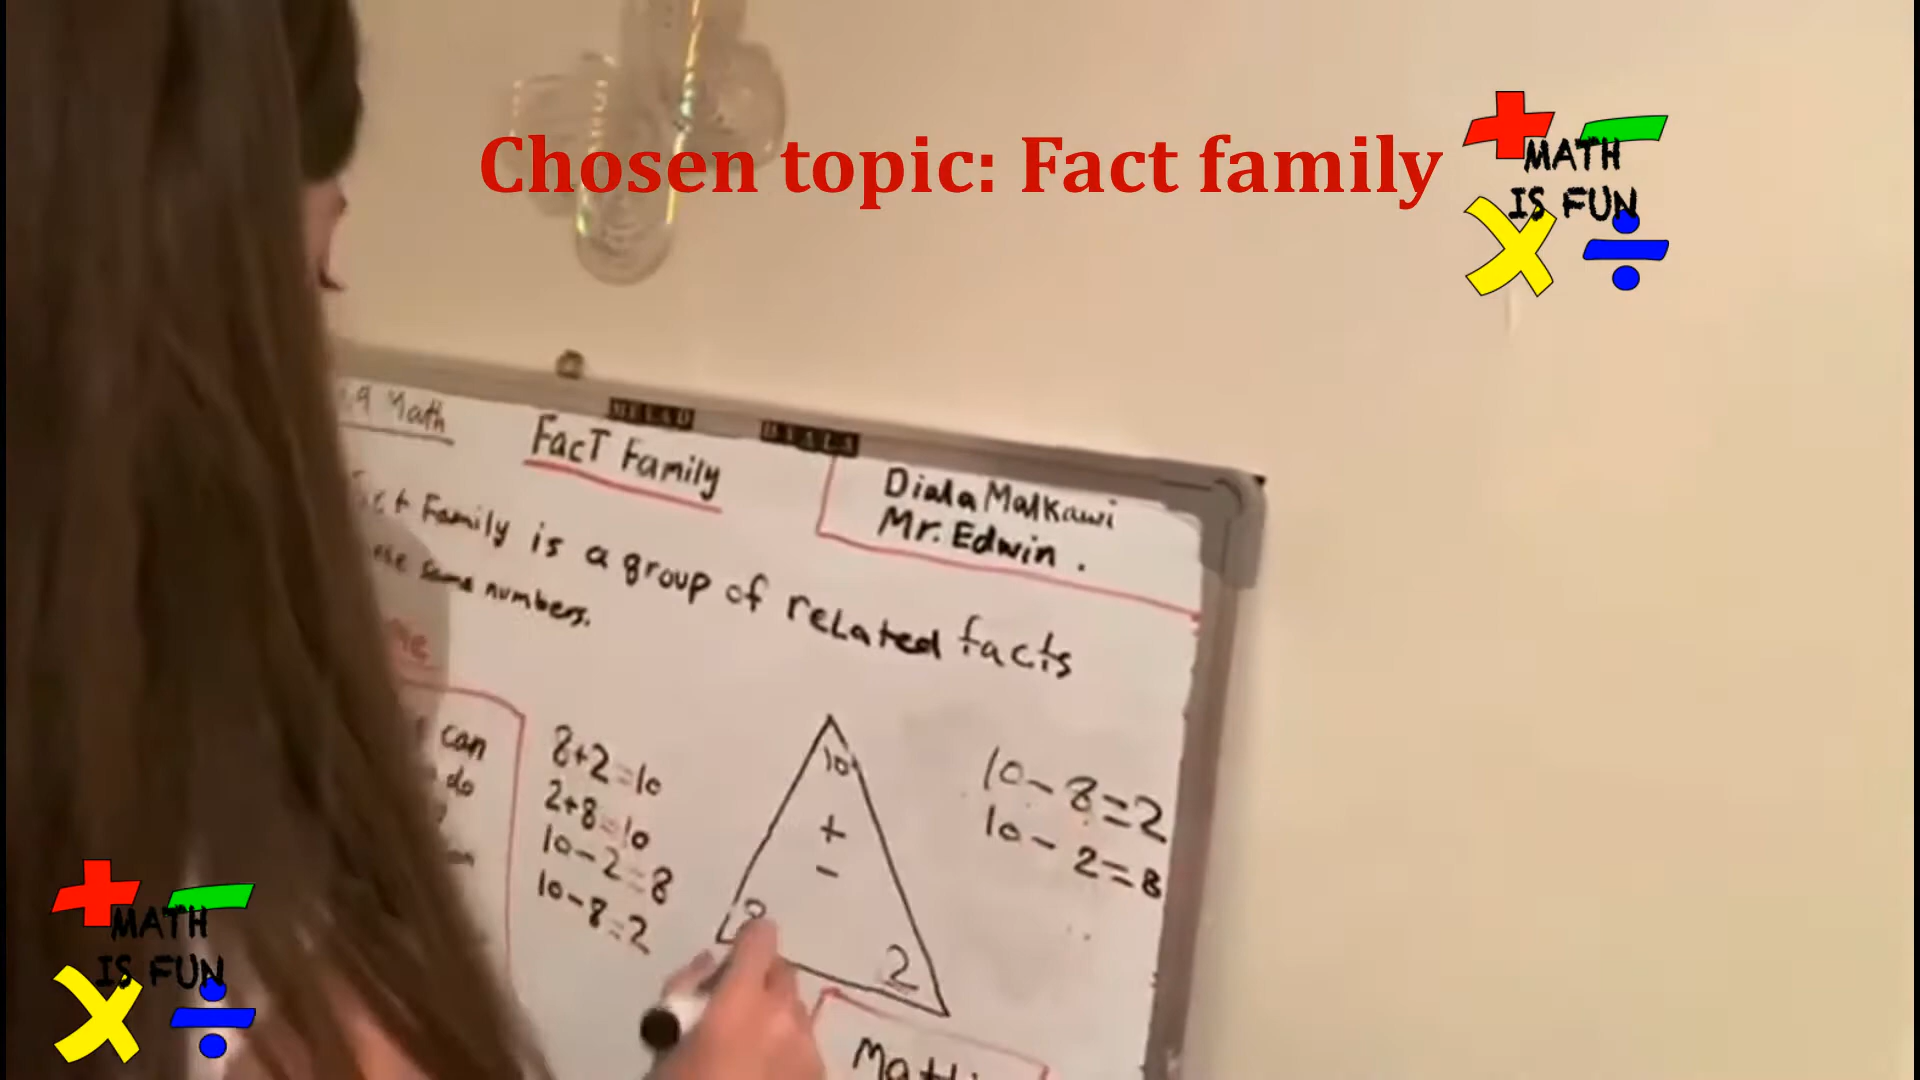 Chosen topic: Fact family
MATH
IS FUN
Math
FacT Family
DIALA
Diala Malkawi
Mr. Edwin.
Family is a group of related facts
same numbers.
can
do
8+2=10
2+8=10
10-2=8
10-8=2
10
+
-
8
2
10-8=2
10-2=8
MATH
IS FUN